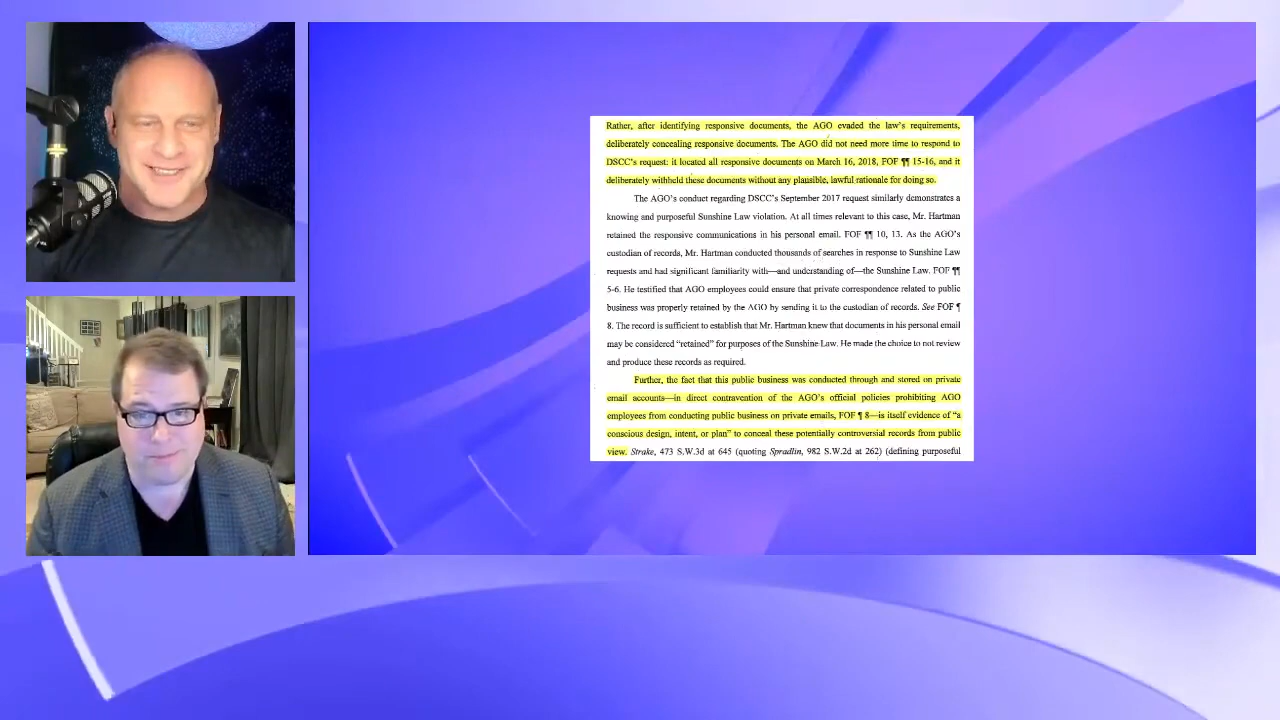 Rather, after identifying responsive documents, the AGO evaded the law's requirements,
deliberately concealing responsive documents. The AGO did not need more time to respond to
DSCC's request: it located all responsive documents on March 16, 2018, FOF ¶¶ 15-16, and it
deliberately withheld these documents without any plausible, lawful rationale for doing so.
The AGO's conduct regarding DSCC's September 2017 request similarly demonstrates a
knowing and purposeful Sunshine Law violation. At all times relevant to this case, Mr. Hartman
retained the responsive communications in his personal email. FOF ¶¶ 10, 13. As the AGO's
custodian of records, Mr. Hartman conducted thousands of searches in response to Sunshine Law
requests and had significant familiarity with—and understanding of—the Sunshine Law. FOF ¶¶
5-6. He testified that AGO employees could ensure that private correspondence related to public
business was properly retained by the AGO by sending it to the custodian of records. See FOF ¶
8. The record is sufficient to establish that Mr. Hartman knew that documents in his personal email
may be considered "retained" for purposes of the Sunshine Law. He made the choice to not review
and produce these records as required.
Further, the fact that this public business was conducted through and stored on private
email accounts—in direct contravention of the AGO's official policies prohibiting AGO
employees from conducting public business on private emails, FOF ¶ 8—is itself evidence of "a
conscious design, intent, or plan" to conceal these potentially controversial records from public
view. Strake, 473 S.W.3d at 645 (quoting Spradlin, 982 S.W.2d at 262) (defining purposeful